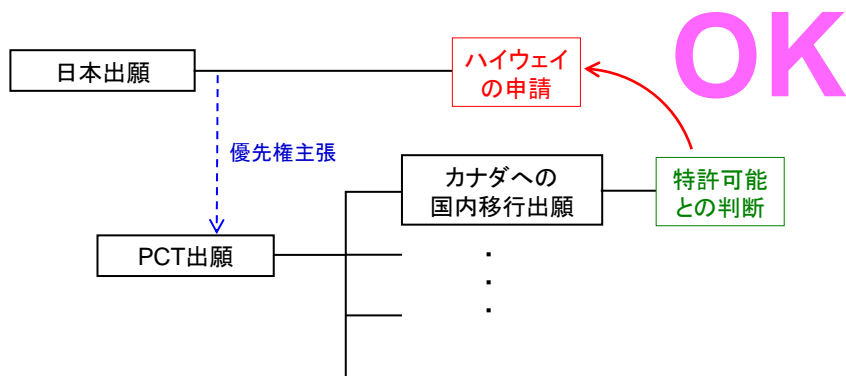 OK
日本出願
ハイウェイ
の申請
優先権主張
カナダへの
国内移行出願
特許可能
との判断
PCT出願
・
・
・